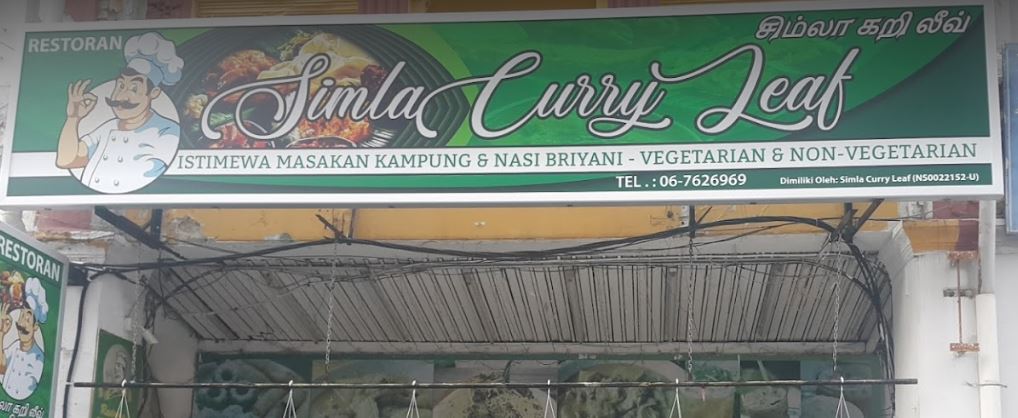 RESTORAN
சிம்லா கறி லீவ்
Simla Curry Leaf
ISTIMEWA MASAKAN KAMPUNG & NASI BRIYANI - VEGETARIAN & NON-VEGETARIAN
TEL . : 06-7626969
Dimiliki Oleh: Simla Curry Leaf (NS0022152-U)
RESTORAN